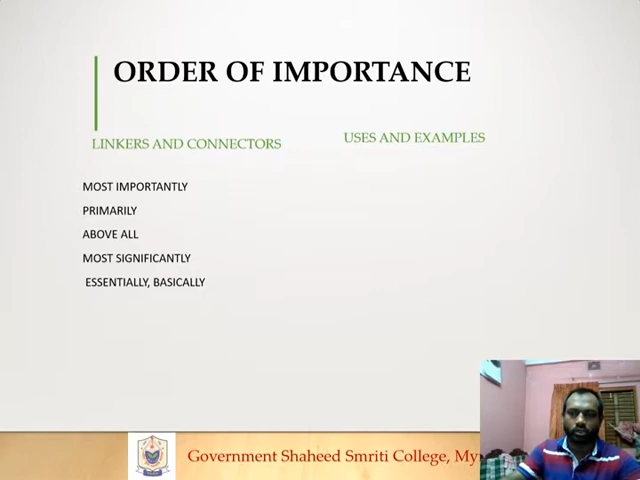 ORDER OF IMPORTANCE
LINKERS AND CONNECTORS
USES AND EXAMPLES
MOST IMPORTANTLY
PRIMARILY
ABOVE ALL
MOST SIGNIFICANTLY
ESSENTIALLY, BASICALLY
Government Shaheed Smriti College,